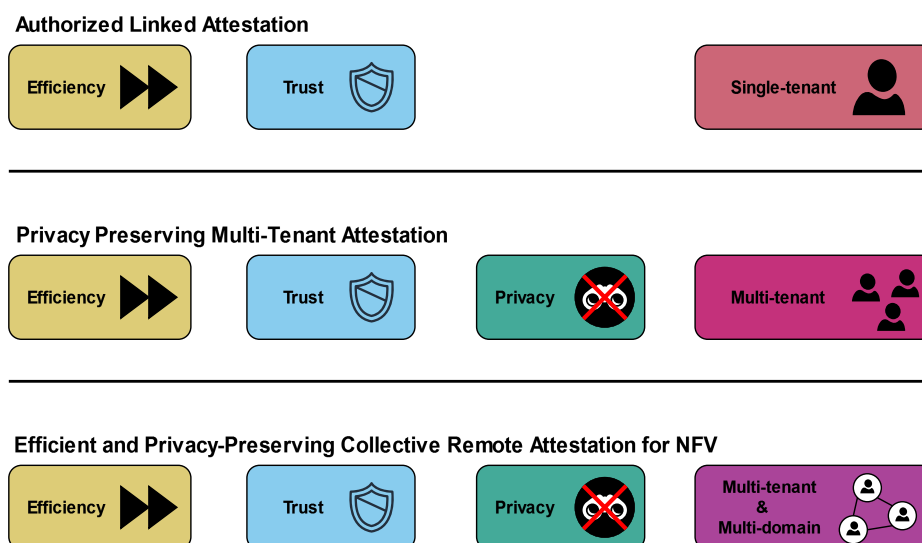 Authorized Linked Attestation
Efficiency
Trust
Single-tenant
Privacy Preserving Multi-Tenant Attestation
Efficiency
Trust
Privacy
Multi-tenant
Efficient and Privacy-Preserving Collective Remote Attestation for NFV
Efficiency
Trust
Privacy
Multi-tenant
&
Multi-domain